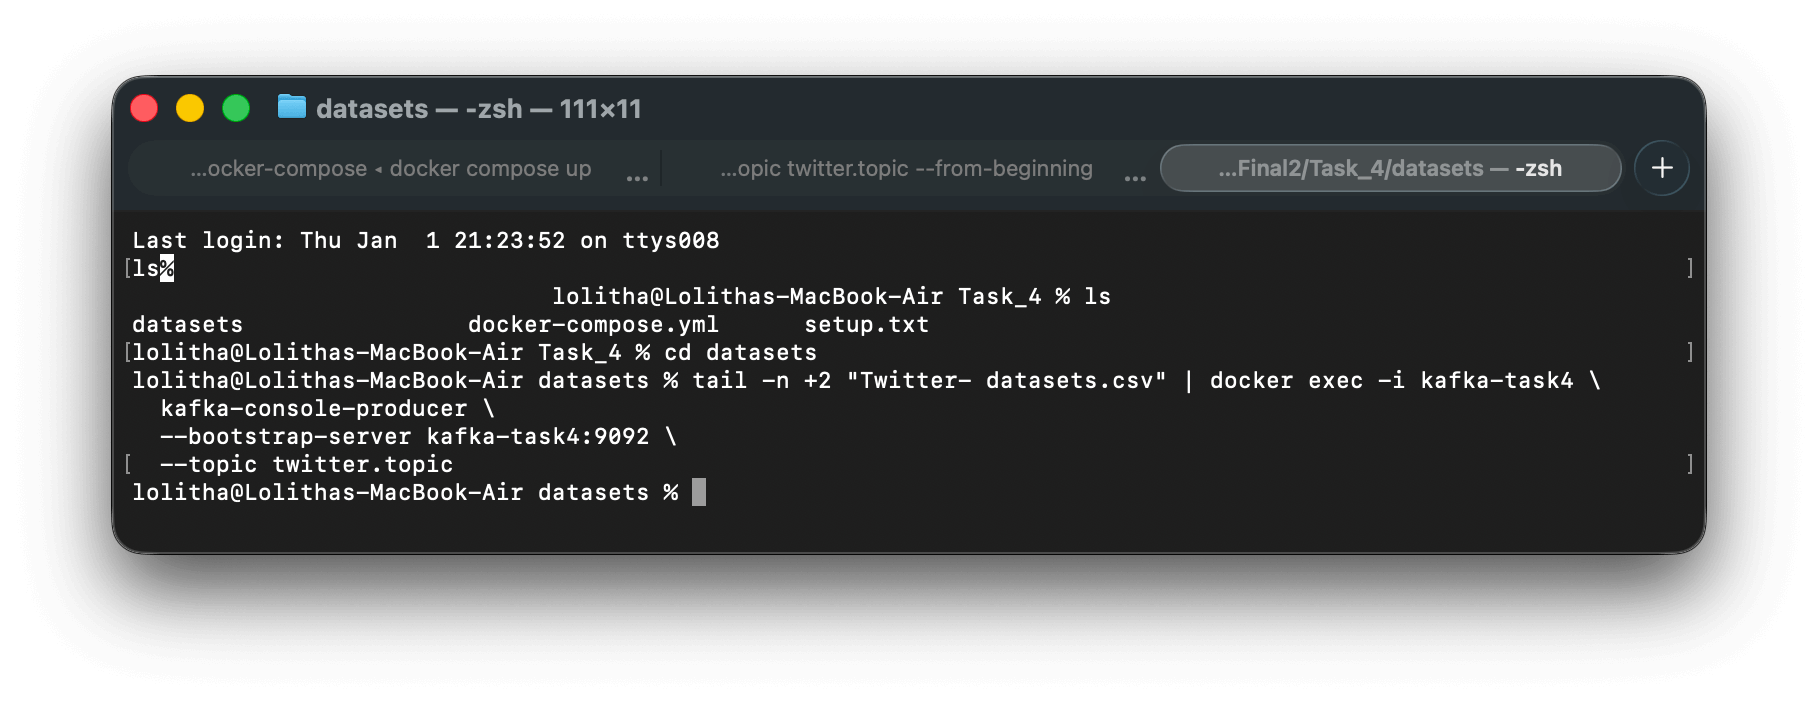 datasets — -zsh — 111×11
...ocker-compose ◂ docker compose up ...
...opic twitter.topic --from-beginning ...
...Final2/Task_4/datasets — -zsh
+
Last login: Thu Jan  1 21:23:52 on ttys008
[ls% ]
lolitha@Lolithas-MacBook-Air Task_4 % ls
datasets                docker-compose.yml      setup.txt
[lolitha@Lolithas-MacBook-Air Task_4 % cd datasets ]
lolitha@Lolithas-MacBook-Air datasets % tail -n +2 "Twitter- datasets.csv" | docker exec -i kafka-task4 \
  kafka-console-producer \
  --bootstrap-server kafka-task4:9092 \
[  --topic twitter.topic ]
lolitha@Lolithas-MacBook-Air datasets %